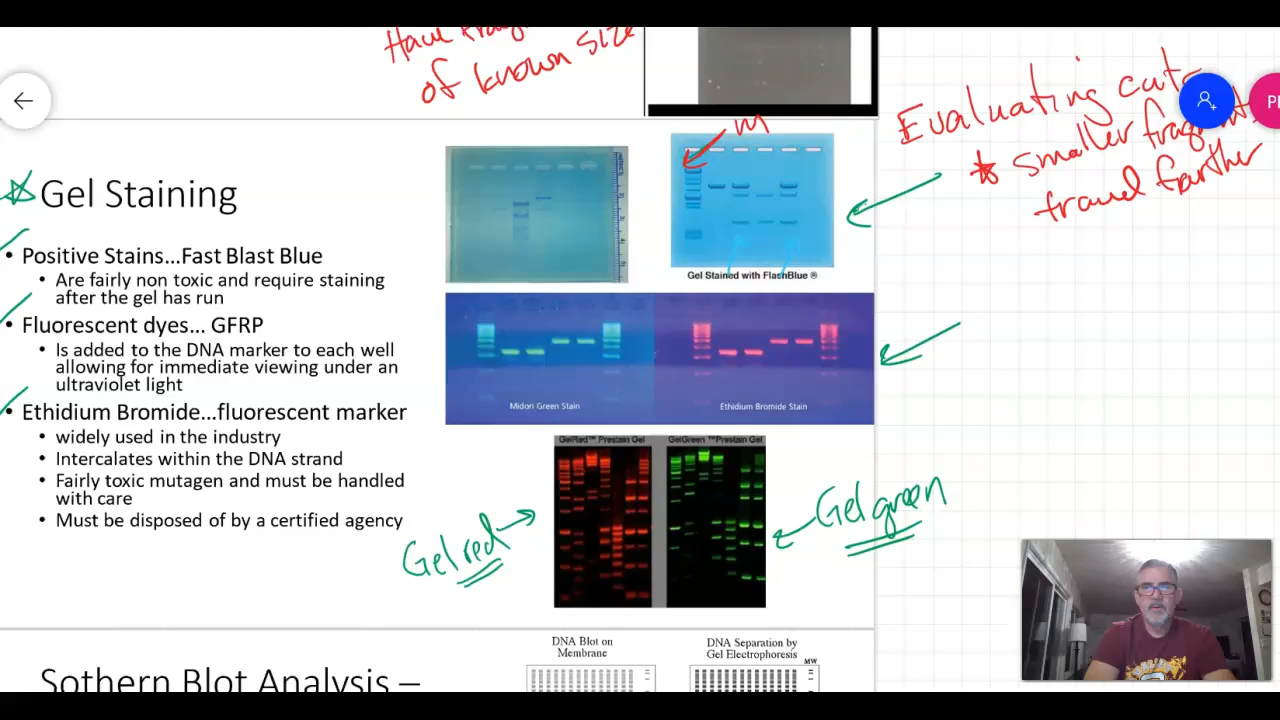 Have
of known size
Evaluating cuts
* smaller fragments
travel farther
M
Gel Staining
• Positive Stains...Fast Blast Blue
• Are fairly non toxic and require staining
after the gel has run
• Fluorescent dyes... GFRP
• Is added to the DNA marker to each well
allowing for immediate viewing under an
ultraviolet light
• Ethidium Bromide...fluorescent marker
• widely used in the industry
• Intercalates within the DNA strand
• Fairly toxic mutagen and must be handled
with care
• Must be disposed of by a certified agency
Gel Stained with FlashBlue ®
Midori Green Stain
Ethidium Bromide Stain
GelRed™ Prestain Gel
GelGreen ™Prestain Gel
Gel red
Gel green
PI
Sothern Blot Analysis –
DNA Blot on
Membrane
DNA Separation by
Gel Electrophoresis
MW